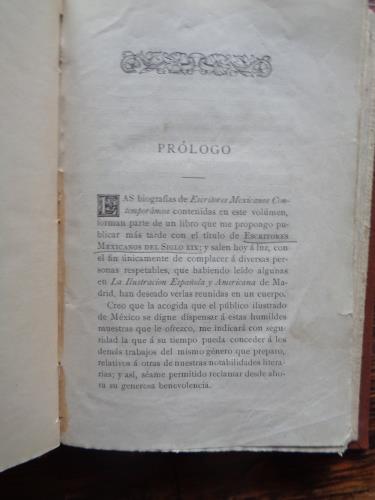 PRÓLOGO
LAS biografías de Escritores Mexicanos Con-
temporáneos contenidas en este volúmen,
forman parte de un libro que me propongo
publicar más tarde con el título de ESCRITORES
MEXICANOS DEL SIGLO XIX; y salen hoy á luz, con
el fin únicamente de complacer á diversas per-
sonas respetables, que habiendo leído algunas
en La Ilustracion Española y Americana de Ma-
drid, han deseado verlas reunidas en un cuerpo.
Creo que la acogida que el público ilustrado
de México se digne dispensar á estas humildes
muestras que le ofrezco, me indicará con segu-
ridad la que á su tiempo pueda conceder á los
demás trabajos del mismo género que preparo,
relativos á otras de nuestras notabilidades litera-
rias; y así, séame permitido reclamar desde aho-
ra su generosa benevolencia.